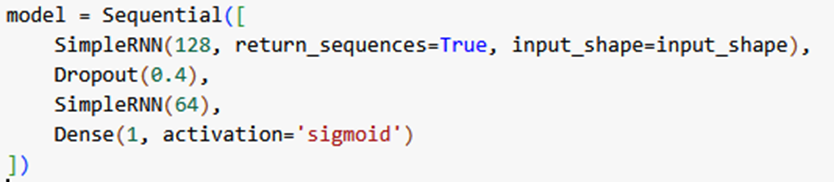 model = Sequential([
    SimpleRNN(128, return_sequences=True, input_shape=input_shape),
    Dropout(0.4),
    SimpleRNN(64),
    Dense(1, activation='sigmoid')
])